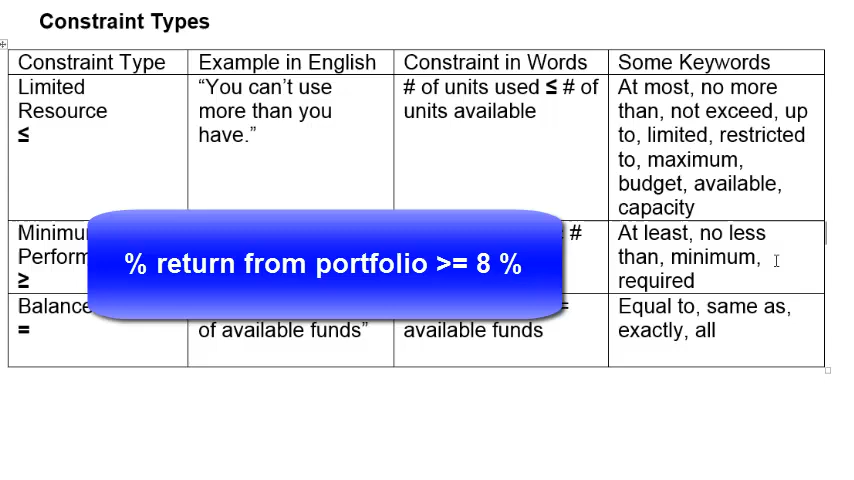 Constraint Types
Constraint Type
Example in English
Constraint in Words
Some Keywords
Limited
Resource
≤
“You can’t use
more than you
have.”
# of units used ≤ # of
units available
At most, no more
than, not exceed, up
to, limited, restricted
to, maximum,
budget, available,
capacity
≥
#
At least, no less
than, minimum,
required
=
of available funds”
available funds
Equal to, same as,
exactly, all
% return from portfolio >= 8 %